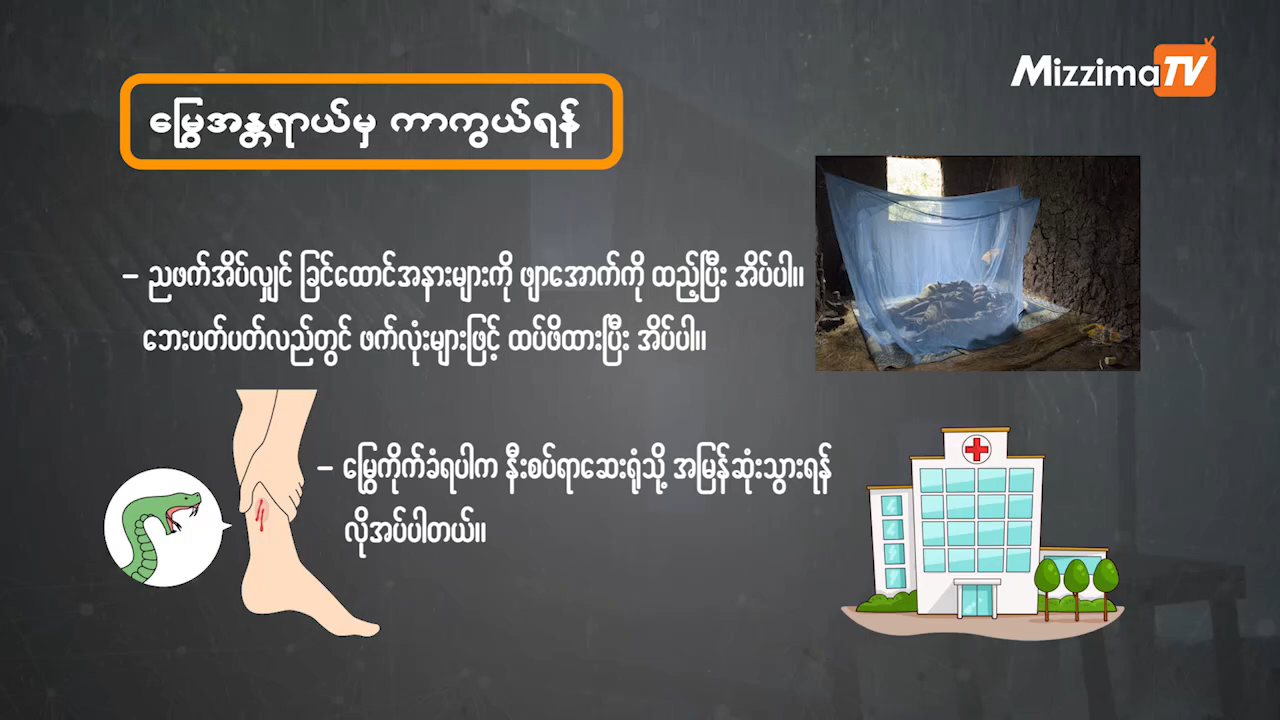 MizzimaTV
မြွေအန္တရာယ်မှ ကာကွယ်ရန်
– ညဖက်အိပ်လျှင် ခြင်ထောင်အနားများကို ဖျာအောက်ကို ထည့်ပြီး အိပ်ပါ။
ဘေးပတ်ပတ်လည်တွင် ဖက်လုံးများဖြင့် ထပ်ဖိထားပြီး အိပ်ပါ။
– မြွေကိုက်ခံရပါက နီးစပ်ရာဆေးရုံသို့ အမြန်ဆုံးသွားရန်
လိုအပ်ပါတယ်။